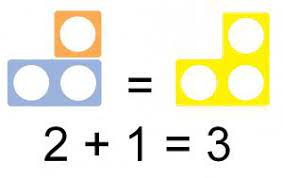 =
2 + 1 = 3